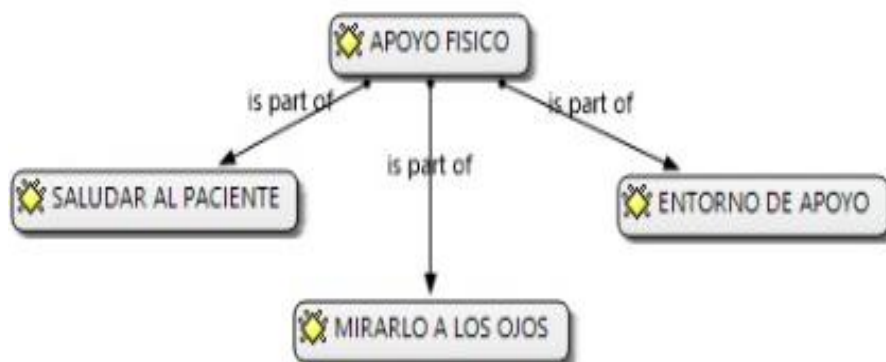 APOYO FISICO
is part of
is part of
is part of
SALUDAR AL PACIENTE
ENTORNO DE APOYO
MIRARLO A LOS OJOS